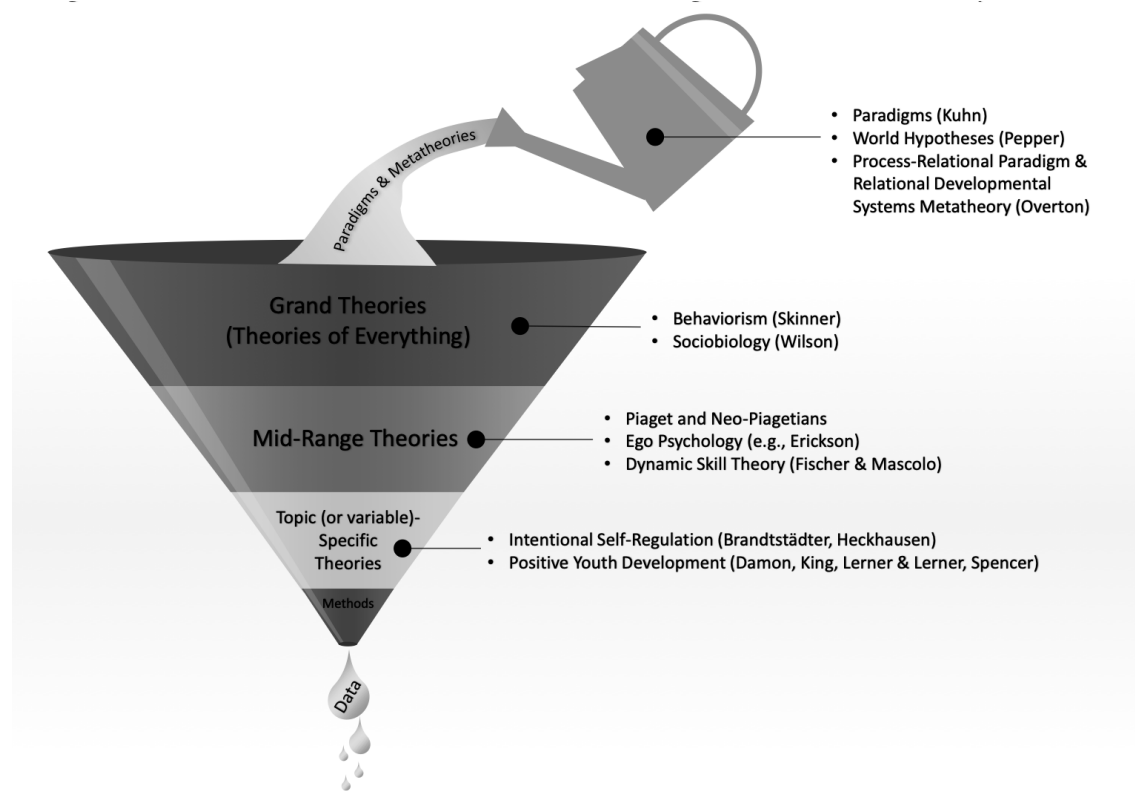 Paradigms & Metatheories
• Paradigms (Kuhn)
• World Hypotheses (Pepper)
• Process-Relational Paradigm &
Relational Developmental
Systems Metatheory (Overton)
Grand Theories
(Theories of Everything)
• Behaviorism (Skinner)
• Sociobiology (Wilson)
Mid-Range Theories
• Piaget and Neo-Piagetians
• Ego Psychology (e.g., Erickson)
• Dynamic Skill Theory (Fischer & Mascolo)
Topic (or variable)-
Specific
Theories
• Intentional Self-Regulation (Brandtstädter, Heckhausen)
• Positive Youth Development (Damon, King, Lerner & Lerner, Spencer)
Methods
Data